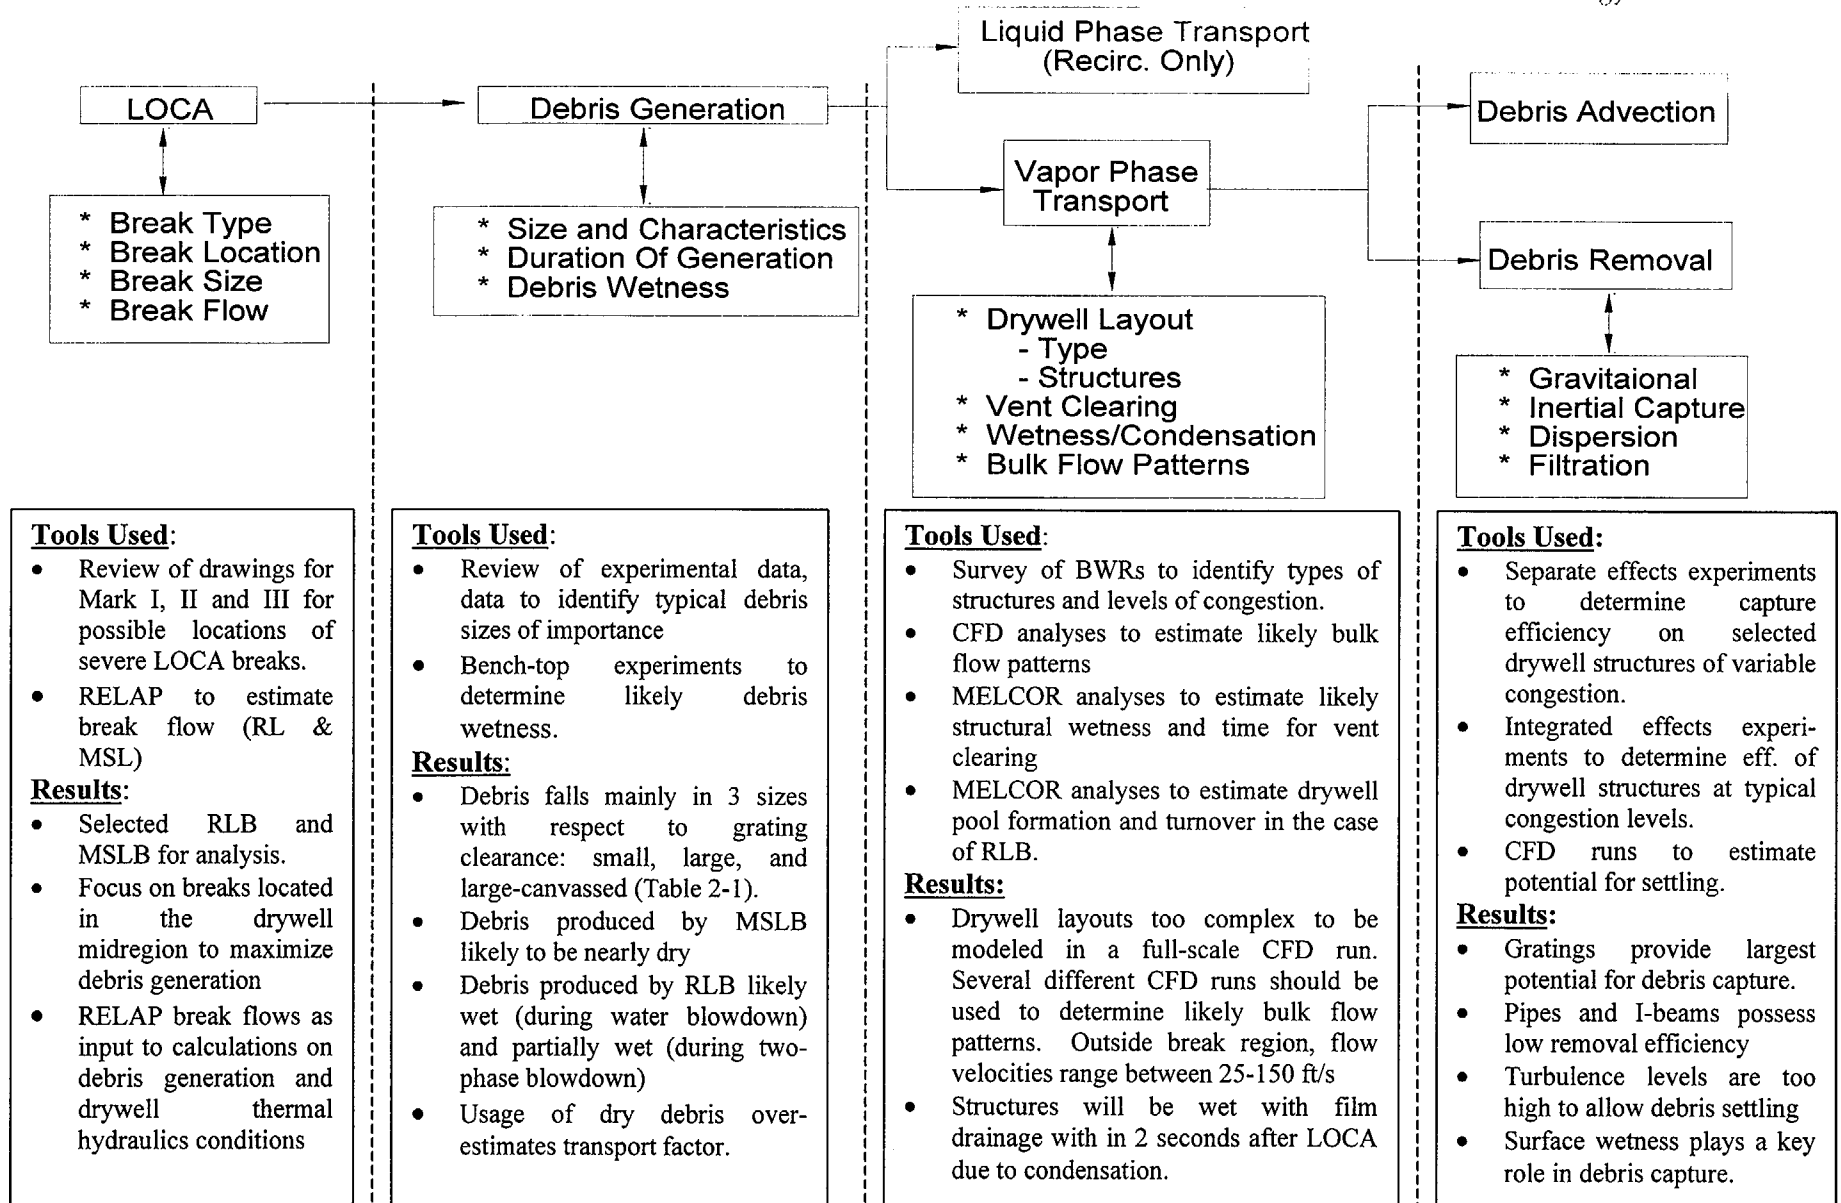 Liquid Phase Transport
(Recirc. Only)
LOCA
Debris Generation
Debris Advection
Vapor Phase
Transport
* Break Type
* Break Location
* Break Size
* Break Flow
* Size and Characteristics
* Duration Of Generation
* Debris Wetness
Debris Removal
* Drywell Layout
- Type
- Structures
* Vent Clearing
* Wetness/Condensation
* Bulk Flow Patterns
* Gravitaional
* Inertial Capture
* Dispersion
* Filtration
Tools Used:
• Review of drawings for
Mark I, II and III for
possible locations of
severe LOCA breaks.
• RELAP to estimate
break flow (RL &
MSL)
Results:
• Selected RLB and
MSLB for analysis.
• Focus on breaks located
in the drywell
midregion to maximize
debris generation
• RELAP break flows as
input to calculations on
debris generation and
drywell thermal
hydraulics conditions
Tools Used:
• Review of experimental data,
data to identify typical debris
sizes of importance
• Bench-top experiments to
determine likely debris
wetness.
Results:
• Debris falls mainly in 3 sizes
with respect to grating
clearance: small, large, and
large-canvassed (Table 2-1).
• Debris produced by MSLB
likely to be nearly dry
• Debris produced by RLB likely
wet (during water blowdown)
and partially wet (during two-
phase blowdown)
• Usage of dry debris over-
estimates transport factor.
Tools Used:
• Survey of BWRs to identify types of
structures and levels of congestion.
• CFD analyses to estimate likely bulk
flow patterns
• MELCOR analyses to estimate likely
structural wetness and time for vent
clearing
• MELCOR analyses to estimate drywell
pool formation and turnover in the case
of RLB.
Results:
• Drywell layouts too complex to be
modeled in a full-scale CFD run.
Several different CFD runs should be
used to determine likely bulk flow
patterns. Outside break region, flow
velocities range between 25-150 ft/s
• Structures will be wet with film
drainage with in 2 seconds after LOCA
due to condensation.
Tools Used:
• Separate effects experiments
to determine capture
efficiency on selected
drywell structures of variable
congestion.
• Integrated effects experi-
ments to determine eff. of
drywell structures at typical
congestion levels.
• CFD runs to estimate
potential for settling.
Results:
• Gratings provide largest
potential for debris capture.
• Pipes and I-beams possess
low removal efficiency
• Turbulence levels are too
high to allow debris settling
• Surface wetness plays a key
role in debris capture.